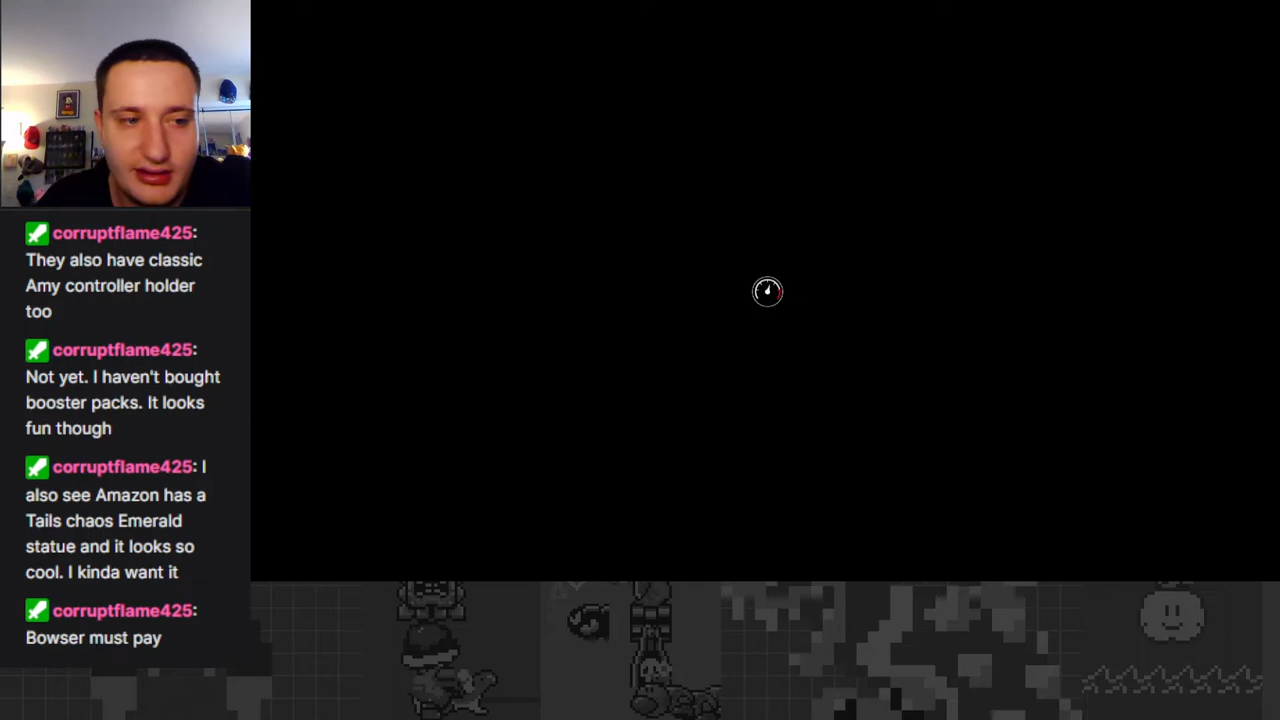 corruptflame425:
They also have classic
Amy controller holder
too
corruptflame425:
Not yet. I haven't bought
booster packs. It looks
fun though
corruptflame425: I
also see Amazon has a
Tails chaos Emerald
statue and it looks so
cool. I kinda want it
corruptflame425:
Bowser must pay